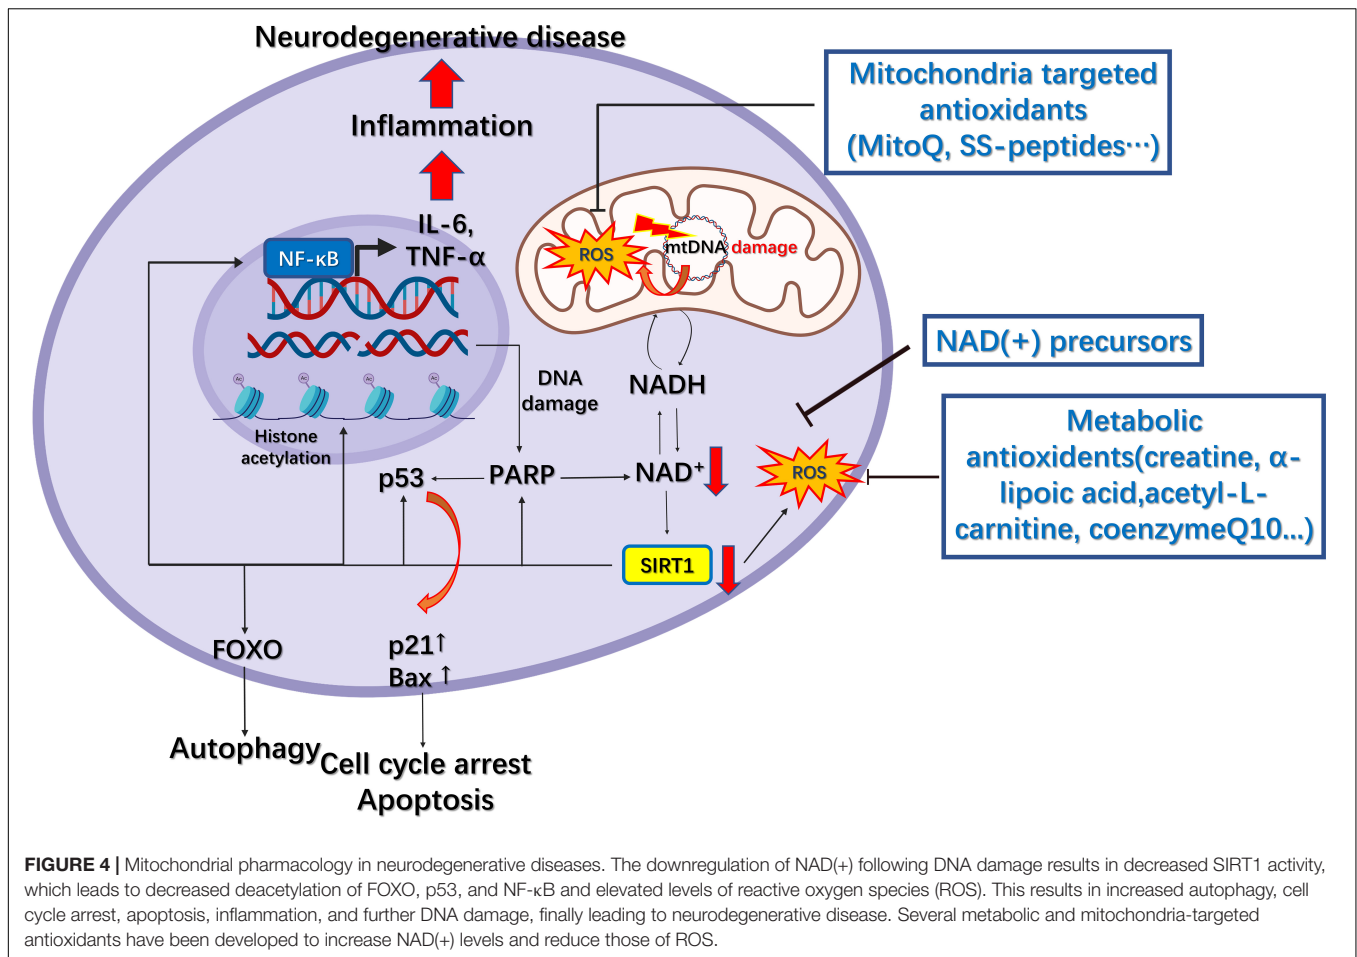 Neurodegenerative disease
Inflammation
IL-6,
TNF-α
NF-κB
Ac
Ac
Ac
Ac
Histone
acetylation
DNA
damage
Mitochondria targeted
antioxidants
(MitoQ, SS-peptides⋯)
ROS
mtDNA damage
NAD(+) precursors
NADH
Metabolic
antioxidents(creatine, α-
lipoic acid,acetyl-L-
carnitine, coenzymeQ10...)
p53
PARP
NAD⁺
ROS
SIRT1
FOXO
p21↑
Bax ↑
Autophagy
Cell cycle arrest
Apoptosis
FIGURE 4 | Mitochondrial pharmacology in neurodegenerative diseases. The downregulation of NAD(+) following DNA damage results in decreased SIRT1 activity,
which leads to decreased deacetylation of FOXO, p53, and NF-κB and elevated levels of reactive oxygen species (ROS). This results in increased autophagy, cell
cycle arrest, apoptosis, inflammation, and further DNA damage, finally leading to neurodegenerative disease. Several metabolic and mitochondria-targeted
antioxidants have been developed to increase NAD(+) levels and reduce those of ROS.